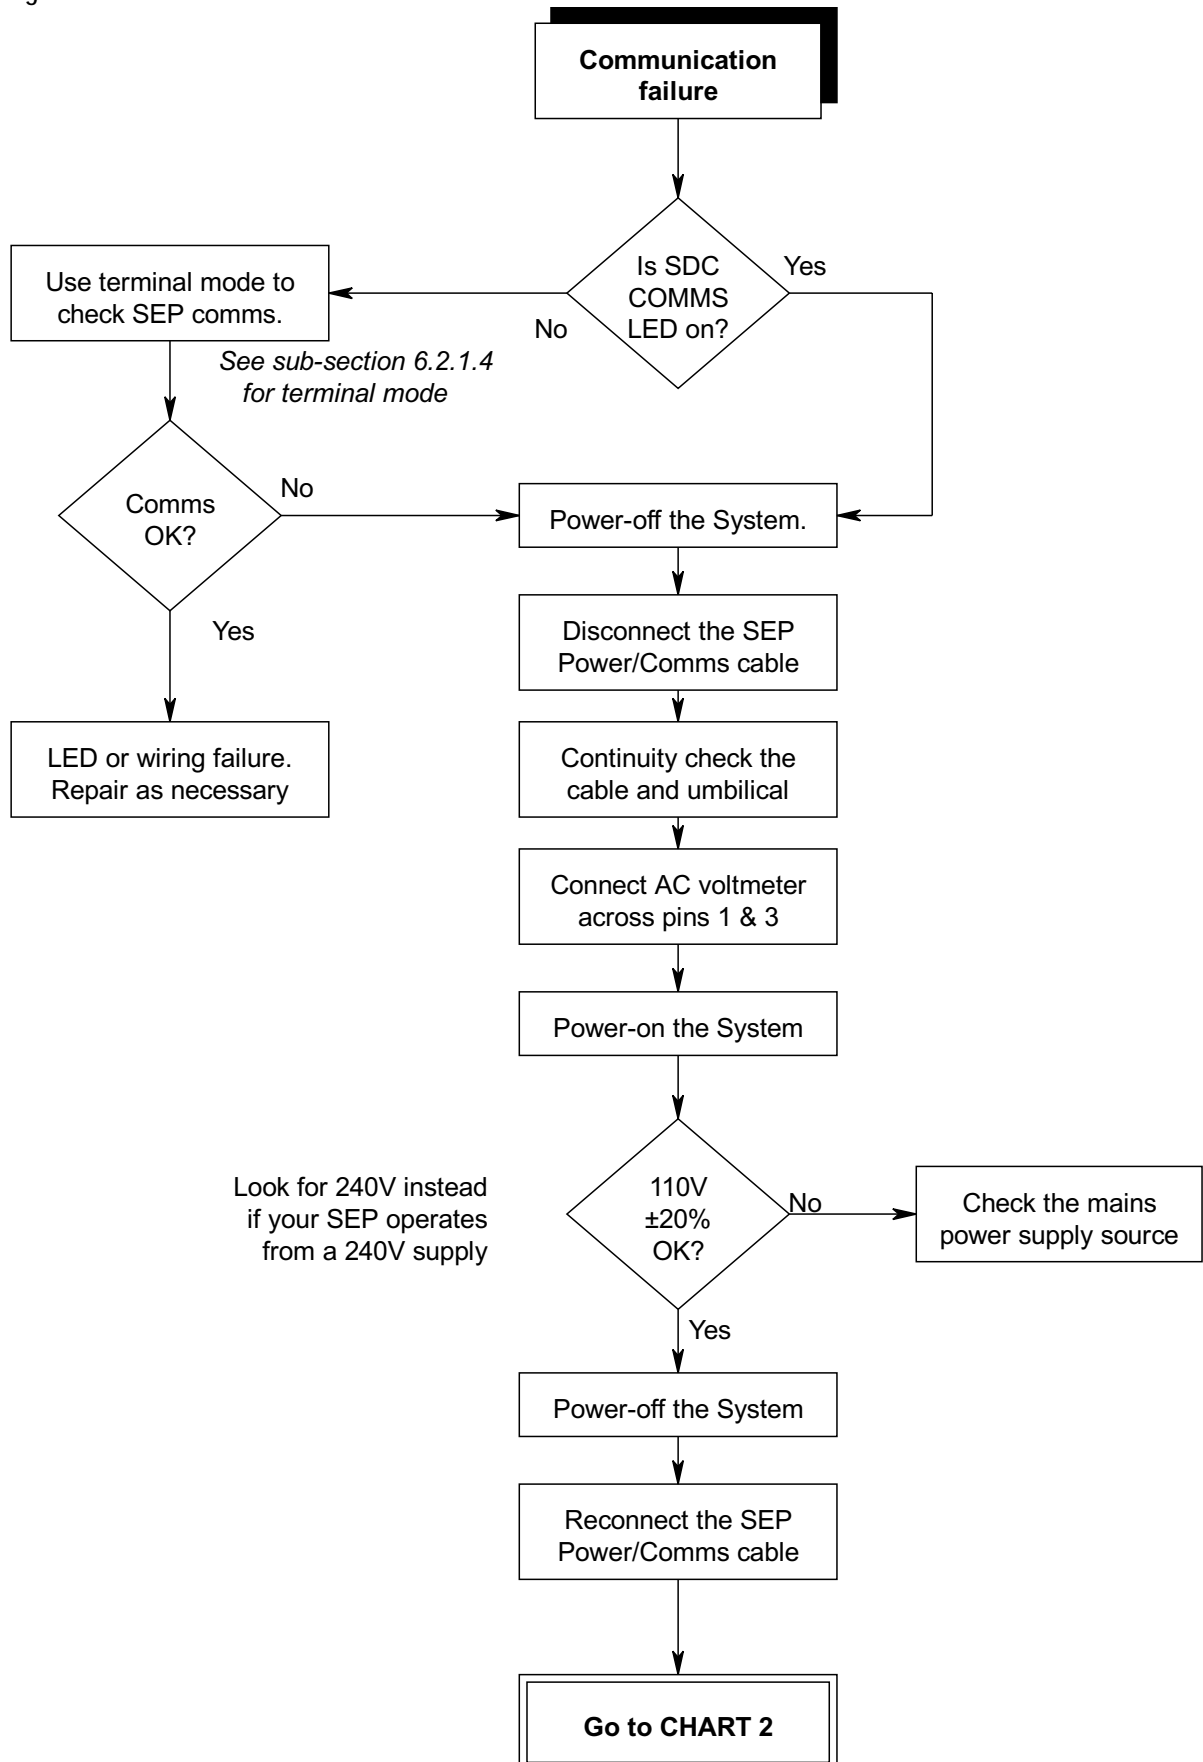 Communication
failure
Is SDC
COMMS
LED on?
Yes
No
Use terminal mode to
check SEP comms.
See sub-section 6.2.1.4
for terminal mode
Comms
OK?
No
Yes
LED or wiring failure.
Repair as necessary
Power-off the System.
Disconnect the SEP
Power/Comms cable
Continuity check the
cable and umbilical
Connect AC voltmeter
across pins 1 & 3
Power-on the System
Look for 240V instead
if your SEP operates
from a 240V supply
110V
±20%
OK?
No
Check the mains
power supply source
Yes
Power-off the System
Reconnect the SEP
Power/Comms cable
Go to CHART 2